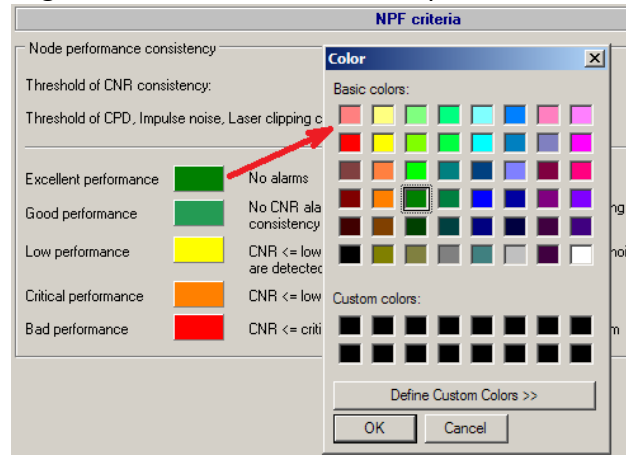 NPF criteria
Node performance consistency
Color
X
Threshold of CNR consistency:
Basic colors:
Threshold of CPD, Impulse noise, Laser clipping c
Excellent performance
No alarms
Good performance
No CNR ala
consistency
Low performance
CNR <= low
are detected
Critical performance
CNR <= low
Custom colors:
Bad performance
CNR <= criti
Define Custom Colors >>
OK
Cancel